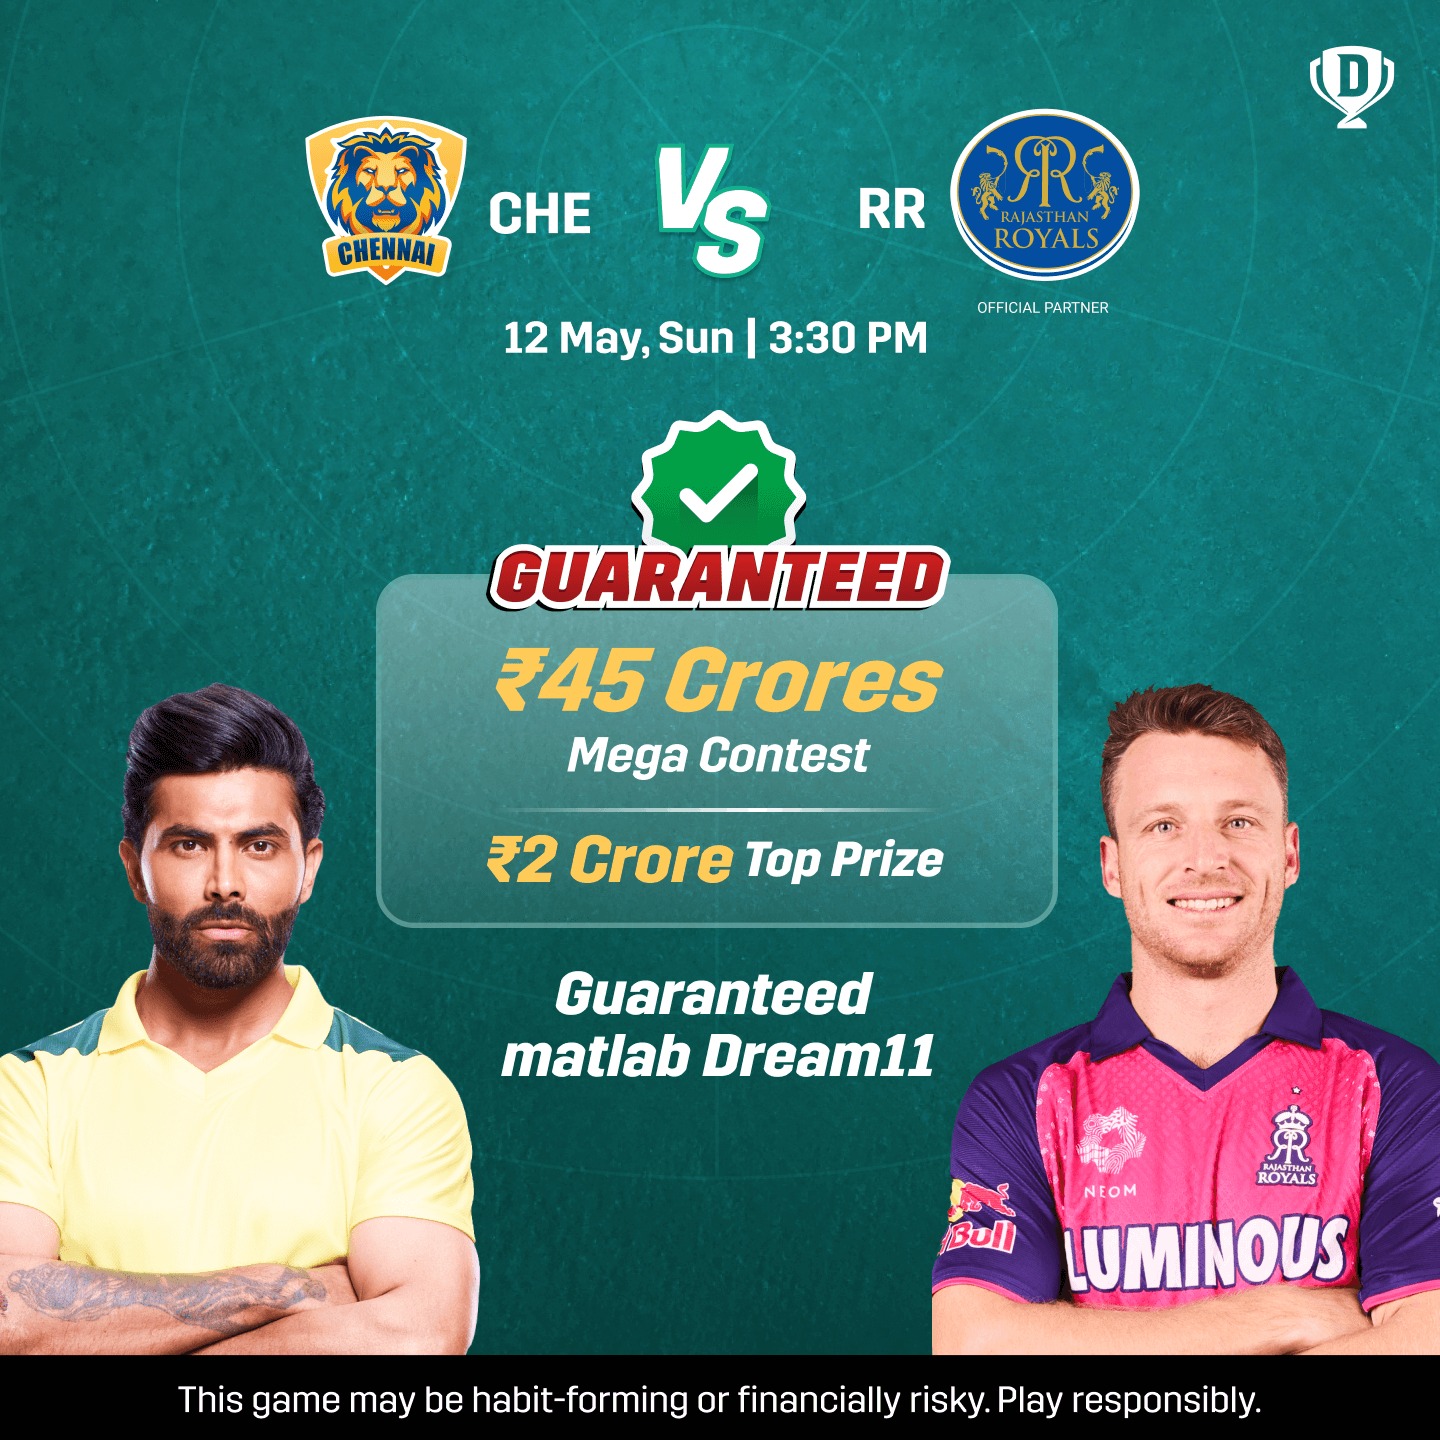 D
CHENNAI
CHE
VS
RR
RR
RAJASTHAN
ROYALS
OFFICIAL PARTNER
12 May, Sun | 3:30 PM
GUARANTEED
₹45 Crores
Mega Contest
₹2 Crore Top Prize
Guaranteed
matlab Dream11
NEOM
RR
RAJASTHAN
ROYALS
Bull
LUMINOUS
This game may be habit-forming or financially risky. Play responsibly.